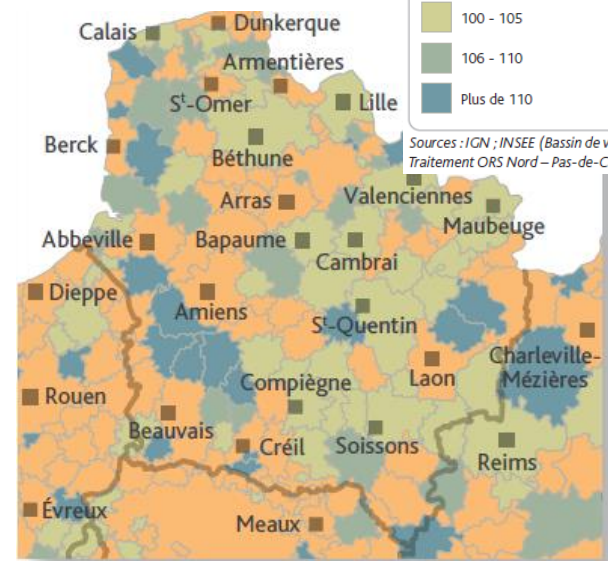 100 - 105
106 - 110
Plus de 110
Sources : IGN ; INSEE (Bassin de v
Traitement ORS Nord – Pas-de-C
Dunkerque
Calais
Armentières
St-Omer
Lille
Berck
Béthune
Arras
Valenciennes
Maubeuge
Abbeville
Bapaume
Cambrai
Dieppe
Amiens
St-Quentin
Charleville-
Mézières
Laon
Compiègne
Rouen
Beauvais
Créil
Soissons
Reims
Évreux
Meaux